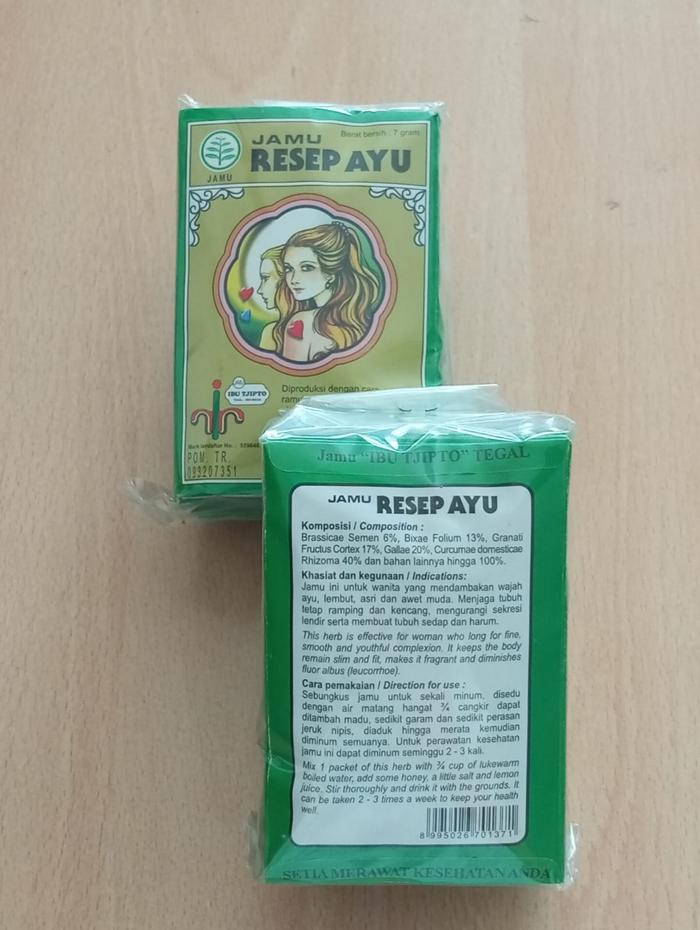 JAMU
Berat bersih : 7 gram
RESEP AYU
JAMU
IBU TJIPTO
Diproduksi dengan cara
POM. TR.
093207351
Jamu "IBU TJIPTO" TEGAL
JAMU RESEP AYU
Komposisi / Composition :
Brassicae Semen 6%, Bixae Folium 13%, Granati
Fructus Cortex 17%, Gallae 20%, Curcumae domesticae
Rhizoma 40% dan bahan lainnya hingga 100%.
Khasiat dan kegunaan / Indications:
Jamu ini untuk wanita yang mendambakan wajah
ayu, lembut, asri dan awet muda. Menjaga tubuh
tetap ramping dan kencang, mengurangi sekresi
lendir serta membuat tubuh sedap dan harum.
This herb is effective for woman who long for fine,
smooth and youthful complexion. It keeps the body
remain slim and fit, makes it fragrant and diminishes
fluor albus (leucorrhoe).
Cara pemakaian / Direction for use :
Sebungkus jamu untuk sekali minum, disedu
dengan air matang hangat ¾ cangkir dapat
ditambah madu, sedikit garam dan sedikit perasan
jeruk nipis, diaduk hingga merata kemudian
diminum semuanya. Untuk perawatan kesehatan
jamu ini dapat diminum seminggu 2 - 3 kali.
Mix 1 packet of this herb with ¾ cup of lukewarm
boiled water, add some honey, a little salt and lemon
juice. Stir thoroughly and drink it with the grounds. It
can be taken 2 - 3 times a week to keep your health
well.
8 995026 701371
SETIA MERAWAT KESEHATAN ANDA